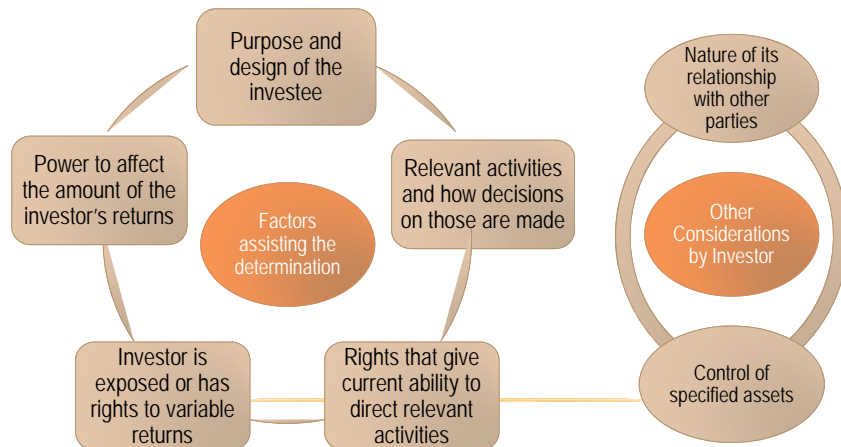 Purpose and
design of the
investee
Relevant activities
and how decisions
on those are made
Rights that give
current ability to
direct relevant
activities
Investor is
exposed or has
rights to variable
returns
Power to affect
the amount of the
investor's returns
Factors
assisting the
determination
Nature of its
relationship
with other
parties
Other
Considerations
by Investor
Control of
specified assets